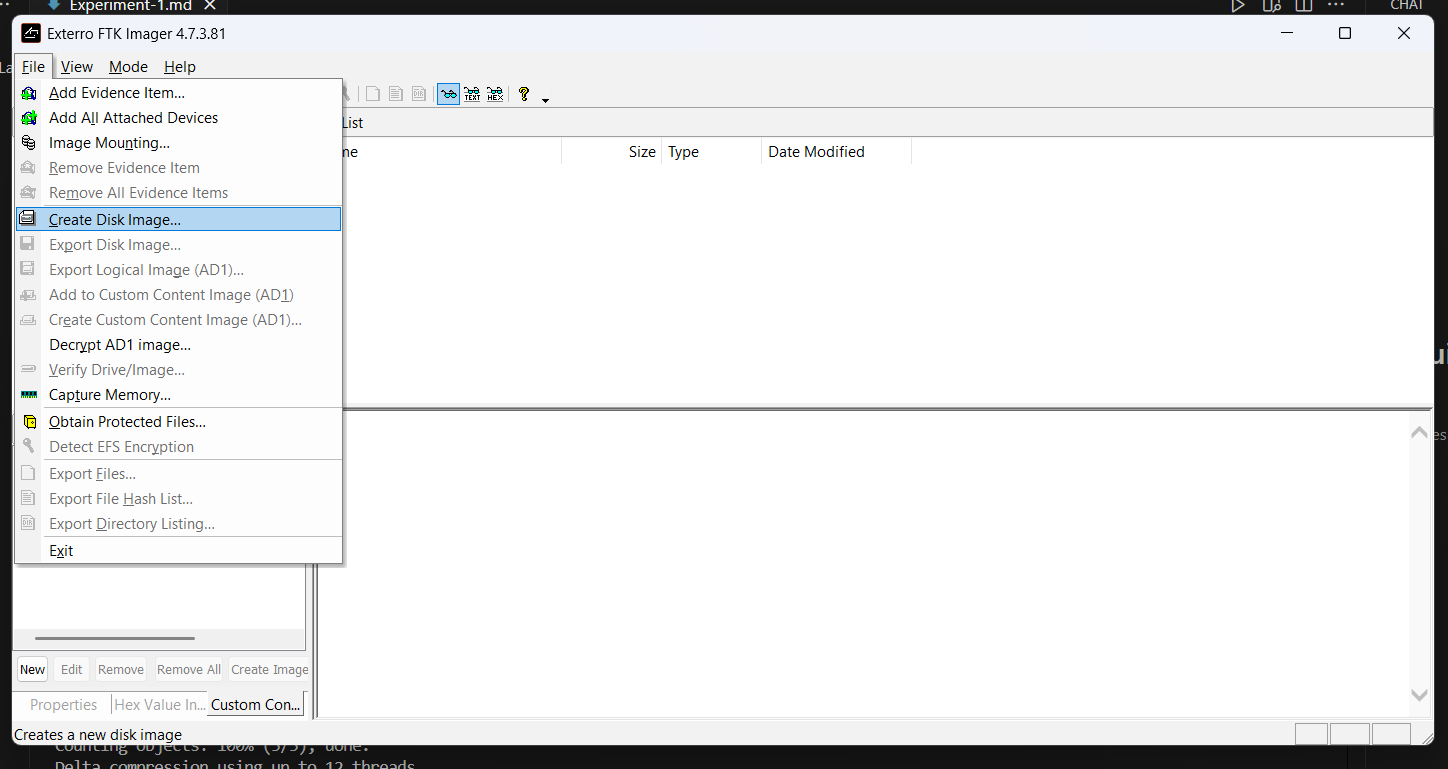 Experiment-1.md
CHAT
Exterro FTK Imager 4.7.3.81
File View Mode Help
Add Evidence Item...
Add All Attached Devices
Image Mounting...
Remove Evidence Item
Remove All Evidence Items
Create Disk Image...
Export Disk Image...
Export Logical Image (AD1)...
Add to Custom Content Image (AD1)
Create Custom Content Image (AD1)...
Decrypt AD1 image...
Verify Drive/Image...
Capture Memory...
Obtain Protected Files...
Detect EFS Encryption
Export Files...
Export File Hash List...
Export Directory Listing...
Exit
TEXT HEX
List
Size Type Date Modified
New Edit Remove Remove All Create Image
Properties Hex Value In... Custom Con...
Creates a new disk image
Counting objects: 100% (5/5), done.
Delta compression using up to 12 threads